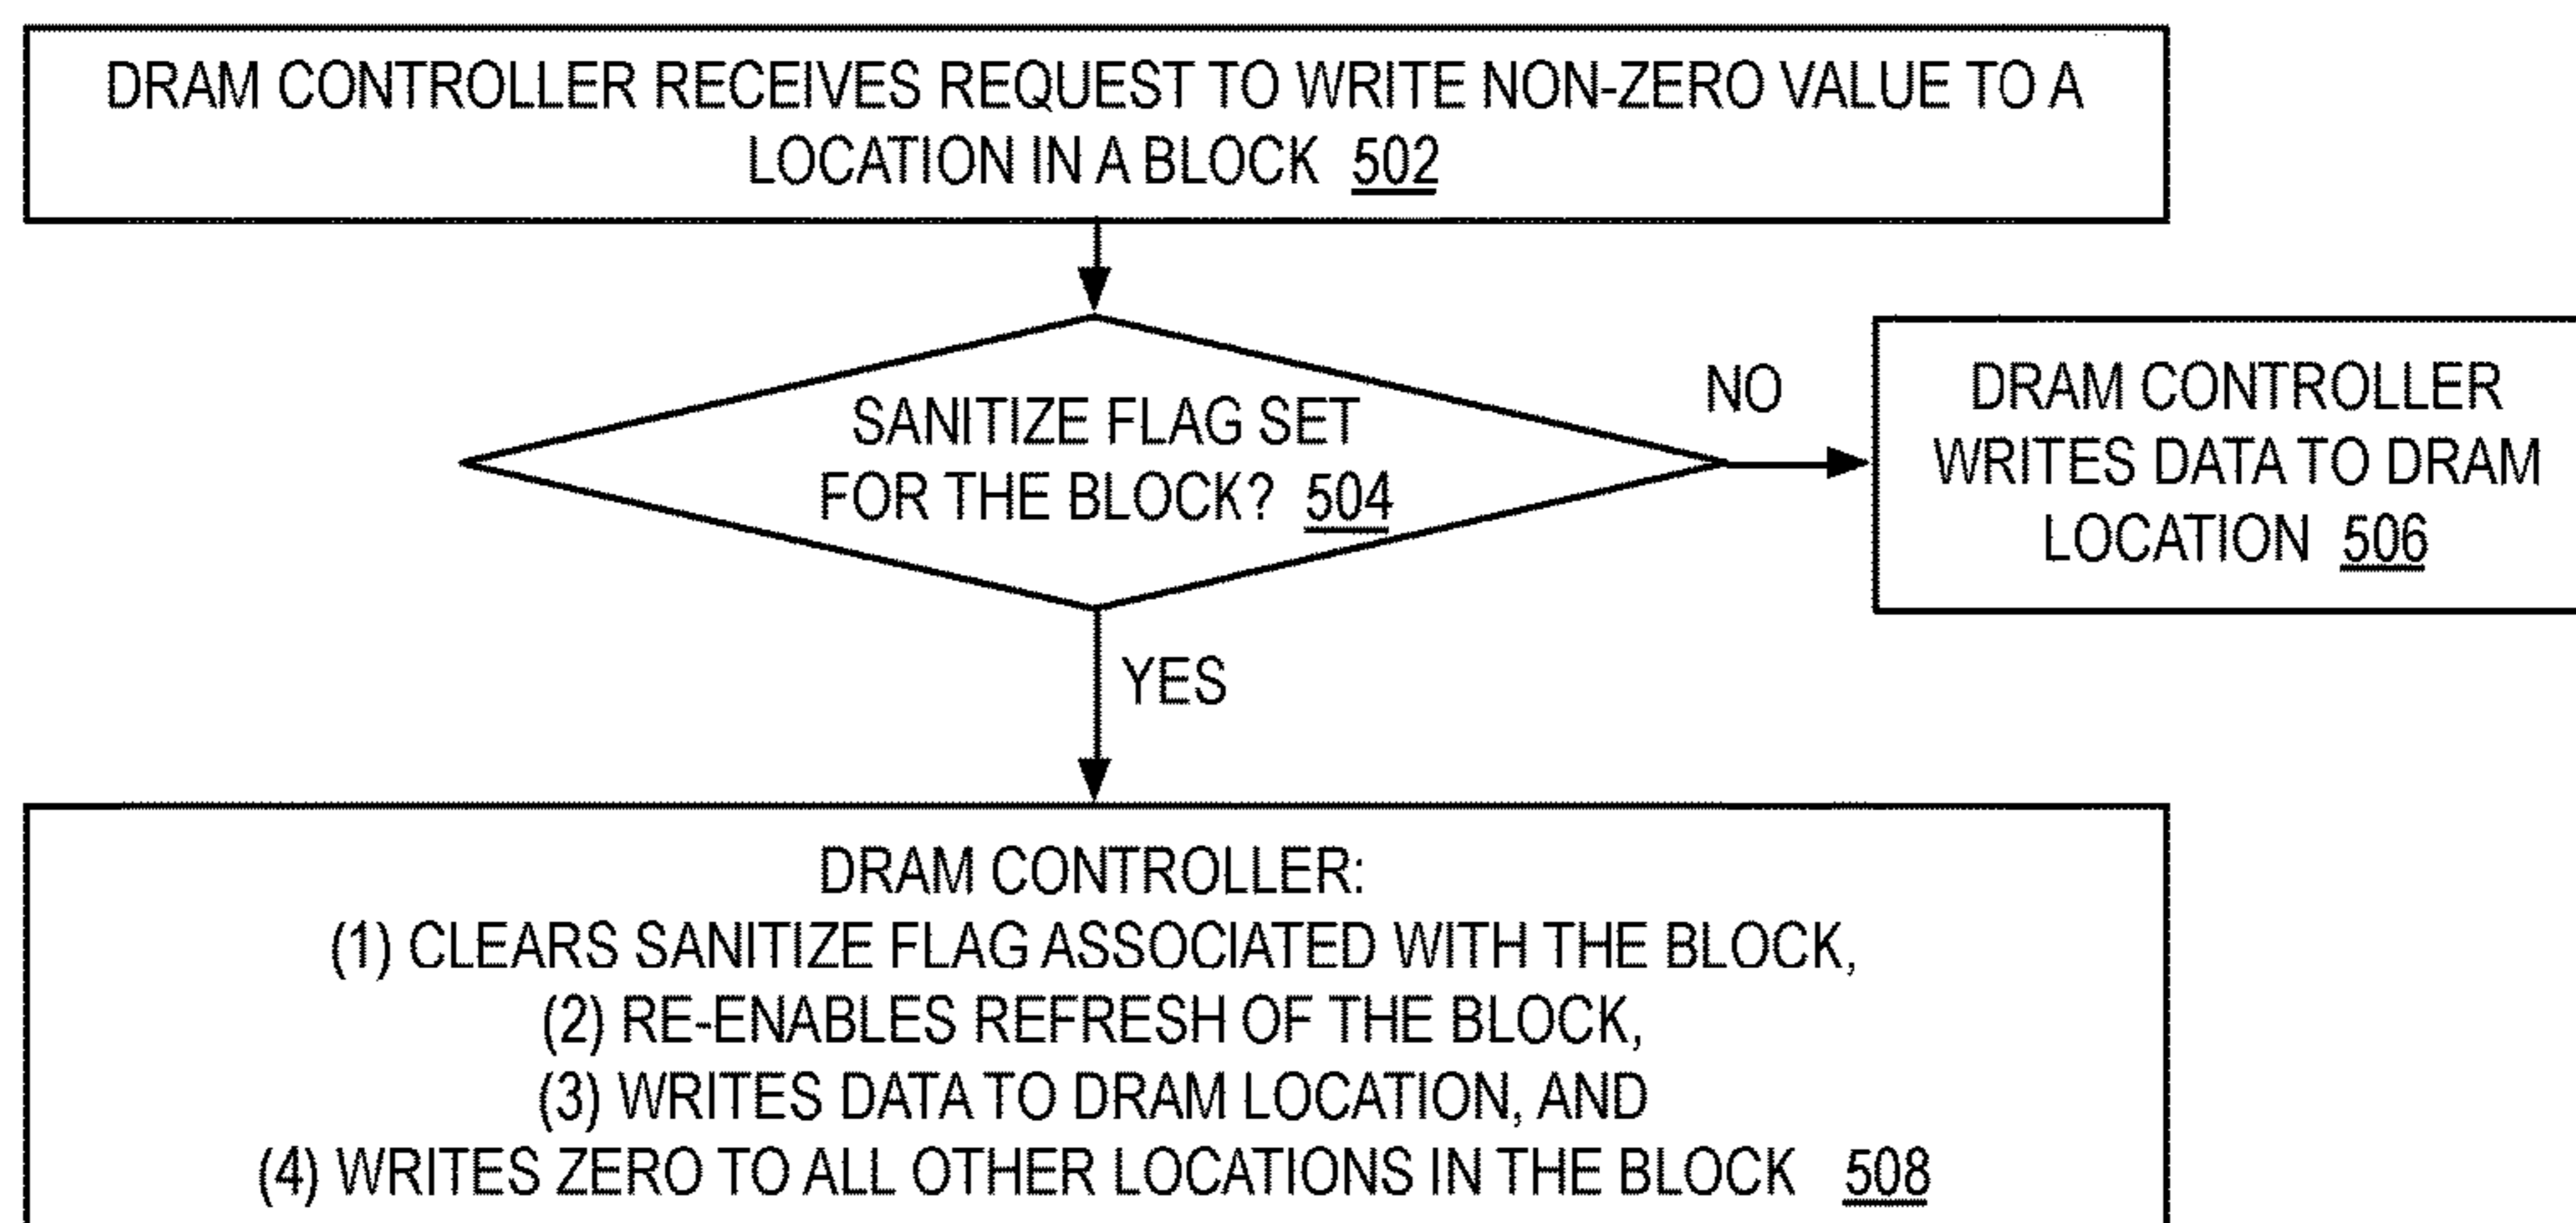 DRAM CONTROLLER RECEIVES REQUEST TO WRITE NON-ZERO VALUE TO A
LOCATION IN A BLOCK 502
SANITIZE FLAG SET
FOR THE BLOCK? 504
NO
DRAM CONTROLLER
WRITES DATA TO DRAM
LOCATION 506
YES
DRAM CONTROLLER:
(1) CLEARS SANITIZE FLAG ASSOCIATED WITH THE BLOCK,
(2) RE-ENABLES REFRESH OF THE BLOCK,
(3) WRITES DATA TO DRAM LOCATION, AND
(4) WRITES ZERO TO ALL OTHER LOCATIONS IN THE BLOCK 508